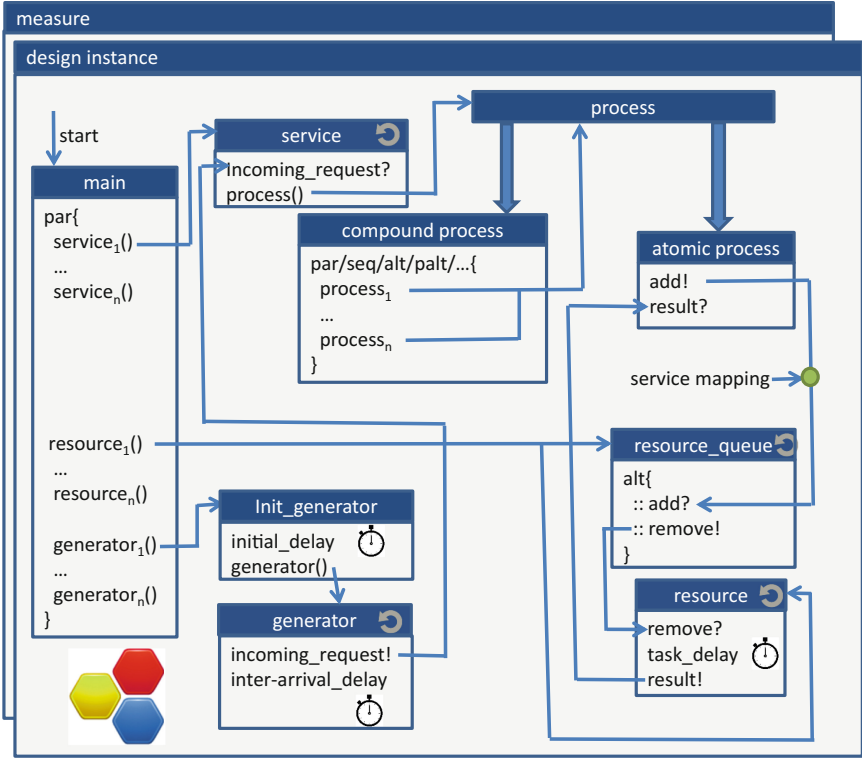 measure
design instance
start
main
par{
service₁()
...
serviceₙ()
resource₁()
...
resourceₙ()
generator₁()
...
generatorₙ()
}
service
Incoming_request?
process()
process
compound process
par/seq/alt/palt/...{
process₁
...
processₙ
}
atomic process
add!
result?
service mapping
resource_queue
alt{
:: add?
:: remove!
}
Init_generator
initial_delay
generator()
generator
incoming_request!
inter-arrival_delay
resource
remove?
task_delay
result!